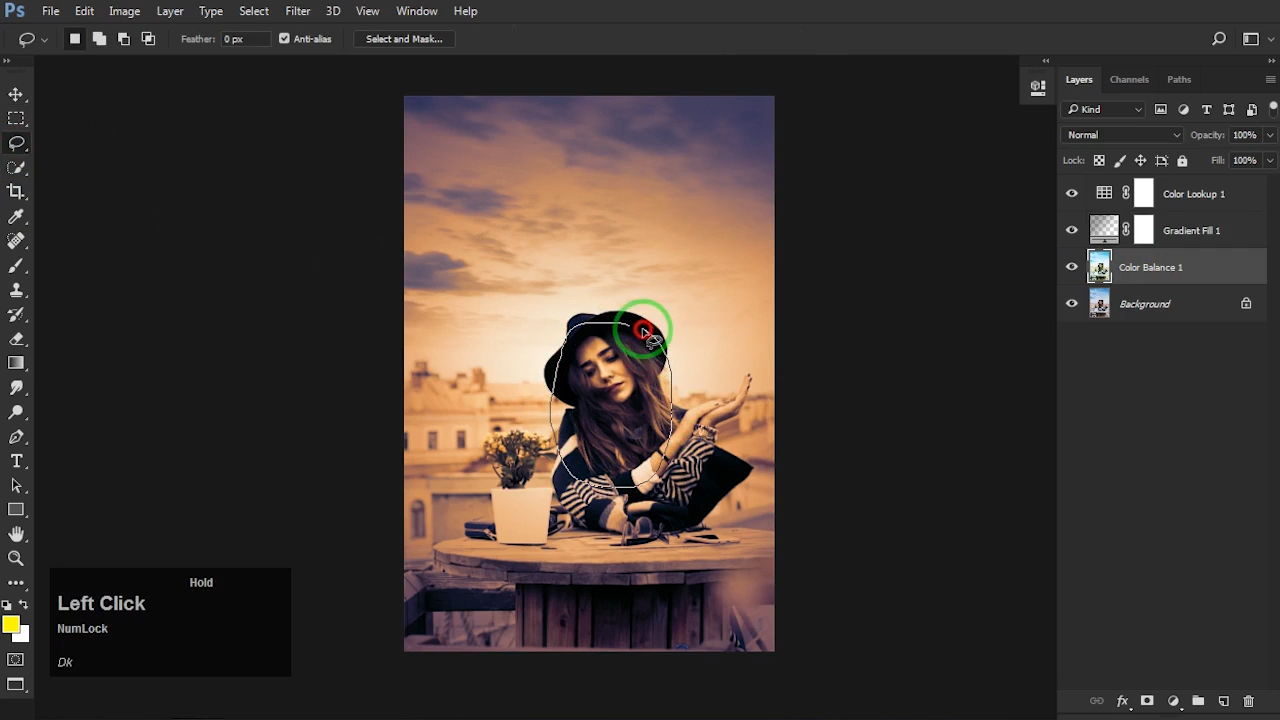 Ps File Edit Image Layer Type Select Filter 3D View Window Help
Feather: 0 px Anti-alias Select and Mask...
Layers Channels Paths
Kind
Normal Opacity: 100%
Lock: Fill: 100%
Color Lookup 1
Gradient Fill 1
Color Balance 1
Background
Hold
Left Click
NumLock
Dk